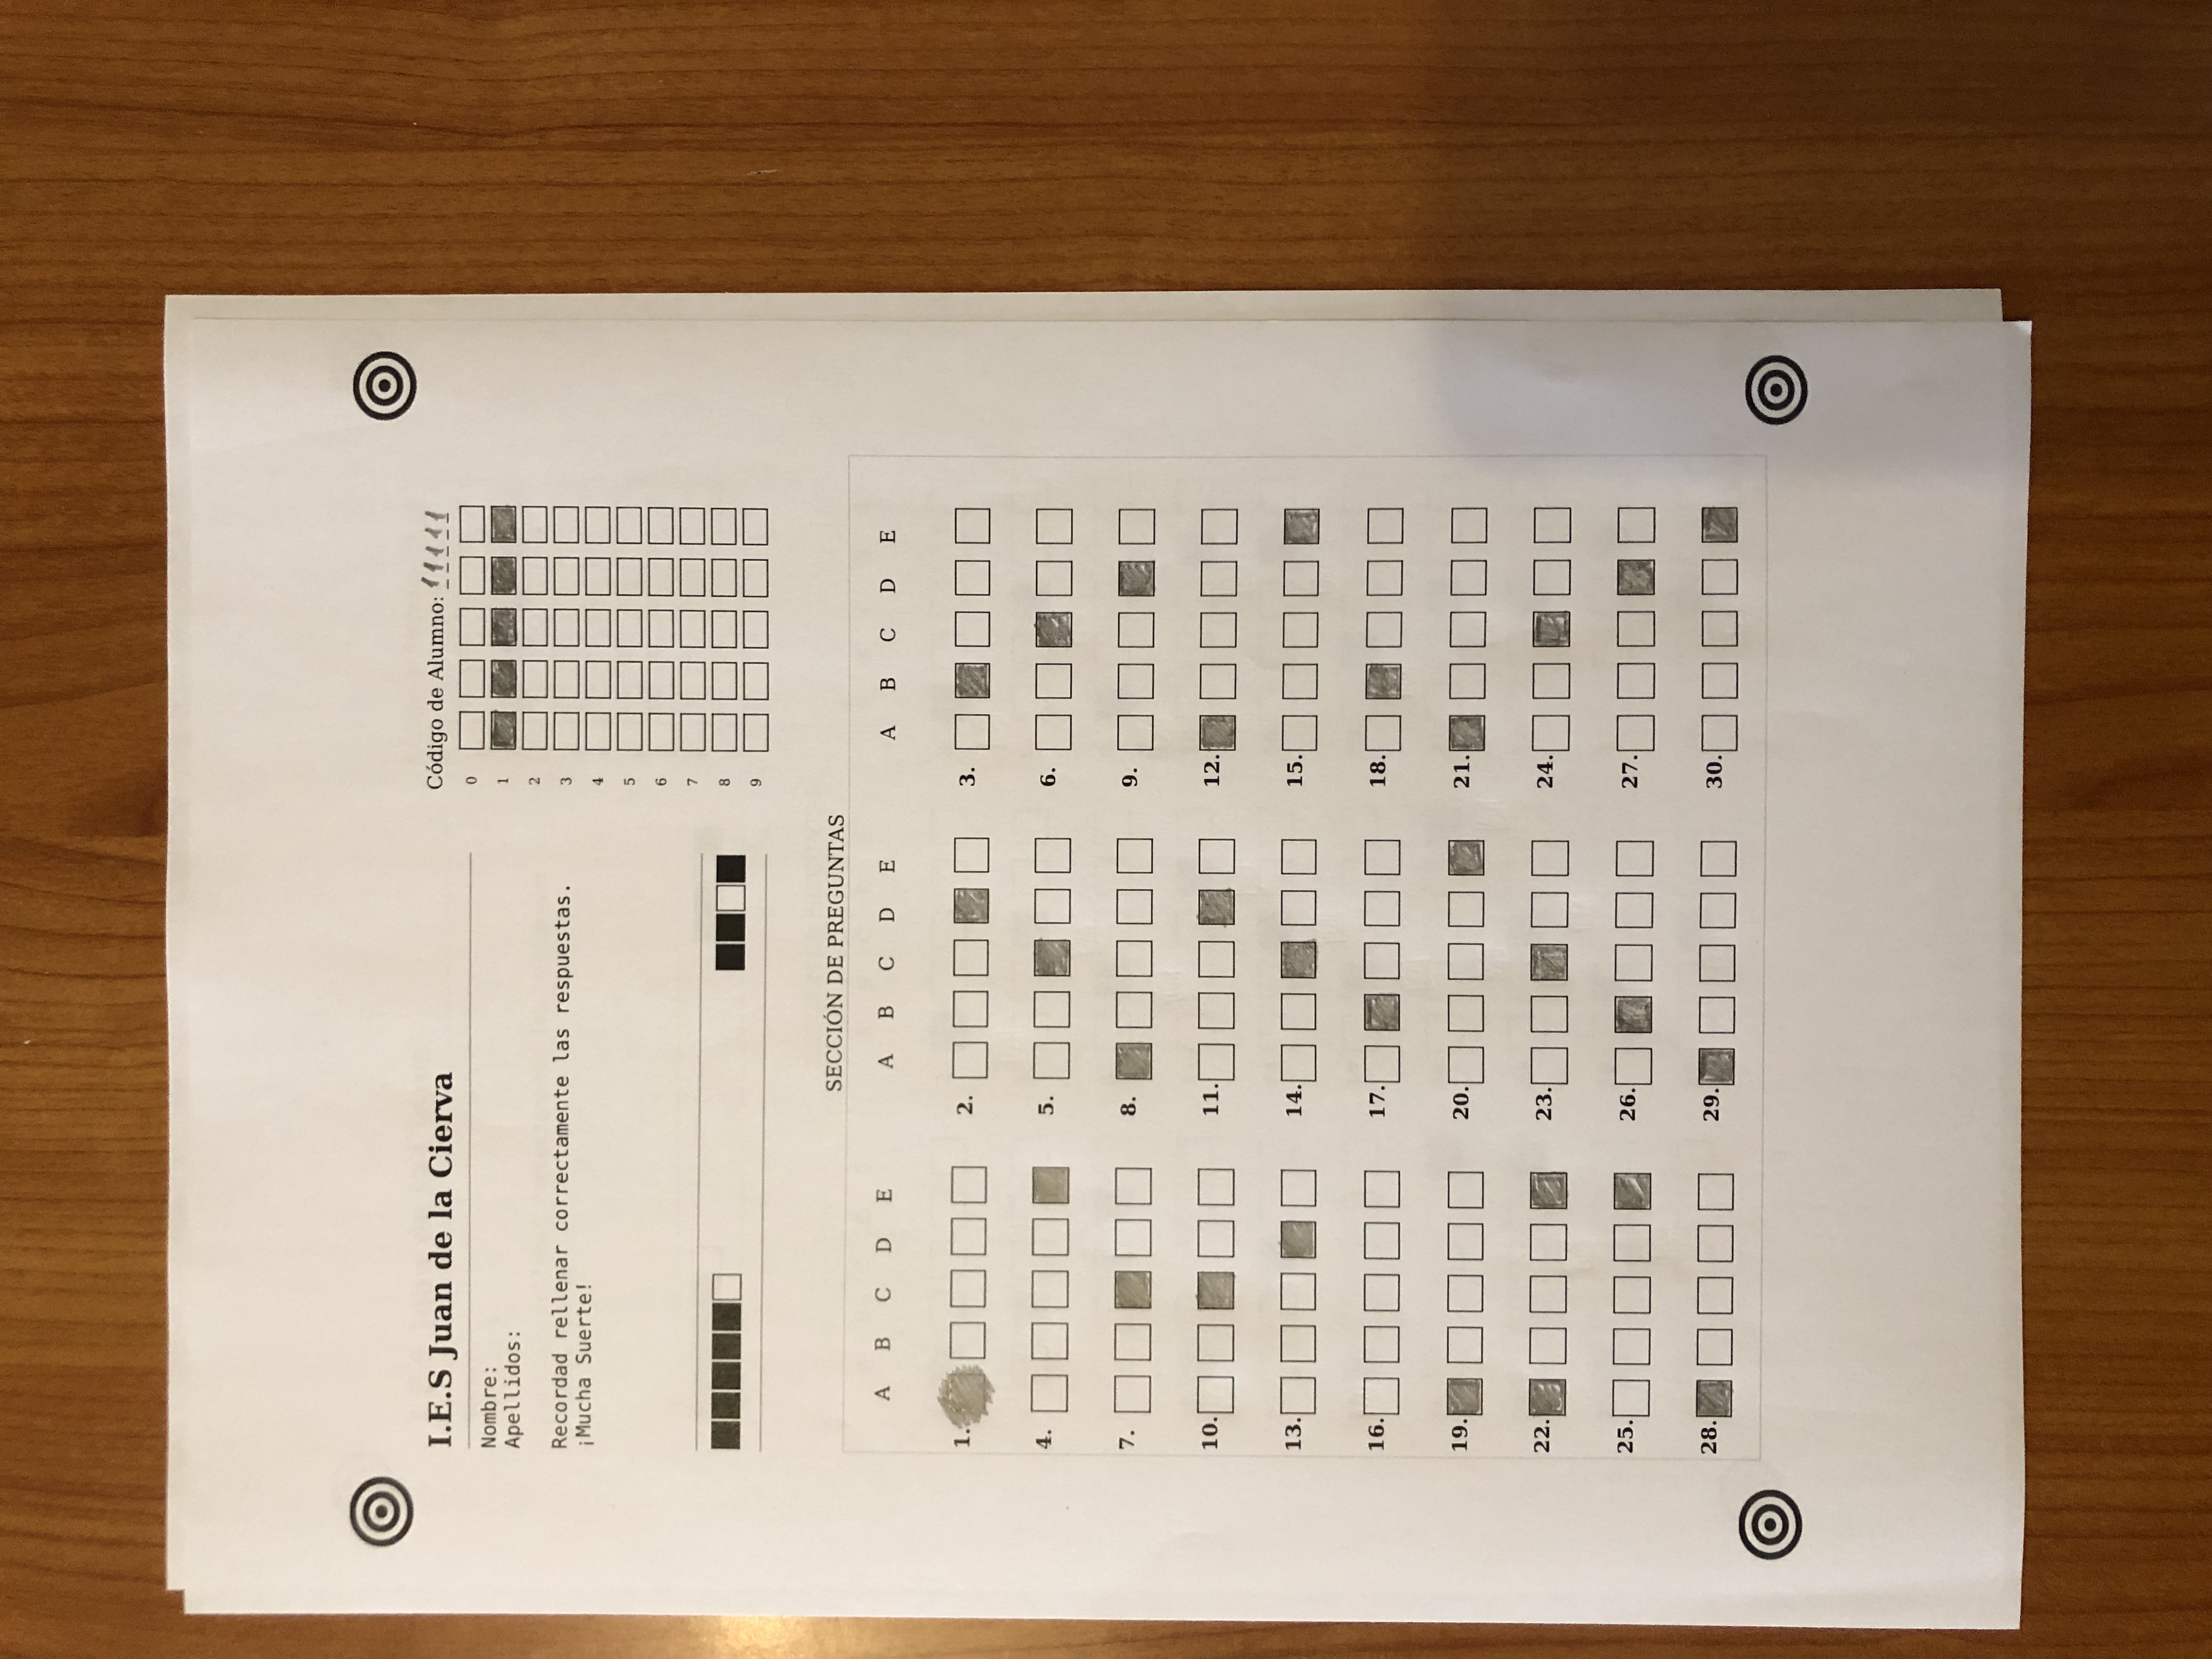 I.E.S Juan de la Cierva
Nombre:
Apellidos:
Recordad rellenar correctamente las respuestas.
¡Mucha Suerte!
Código de Alumno: 11111
0
1
2
3
4
5
6
7
8
9
SECCIÓN DE PREGUNTAS
A B C D E A B C D E A B C D E
1. 2. 3.
4. 5. 6.
7. 8. 9.
10. 11. 12.
13. 14. 15.
16. 17. 18.
19. 20. 21.
22. 23. 24.
25. 26. 27.
28. 29. 30.